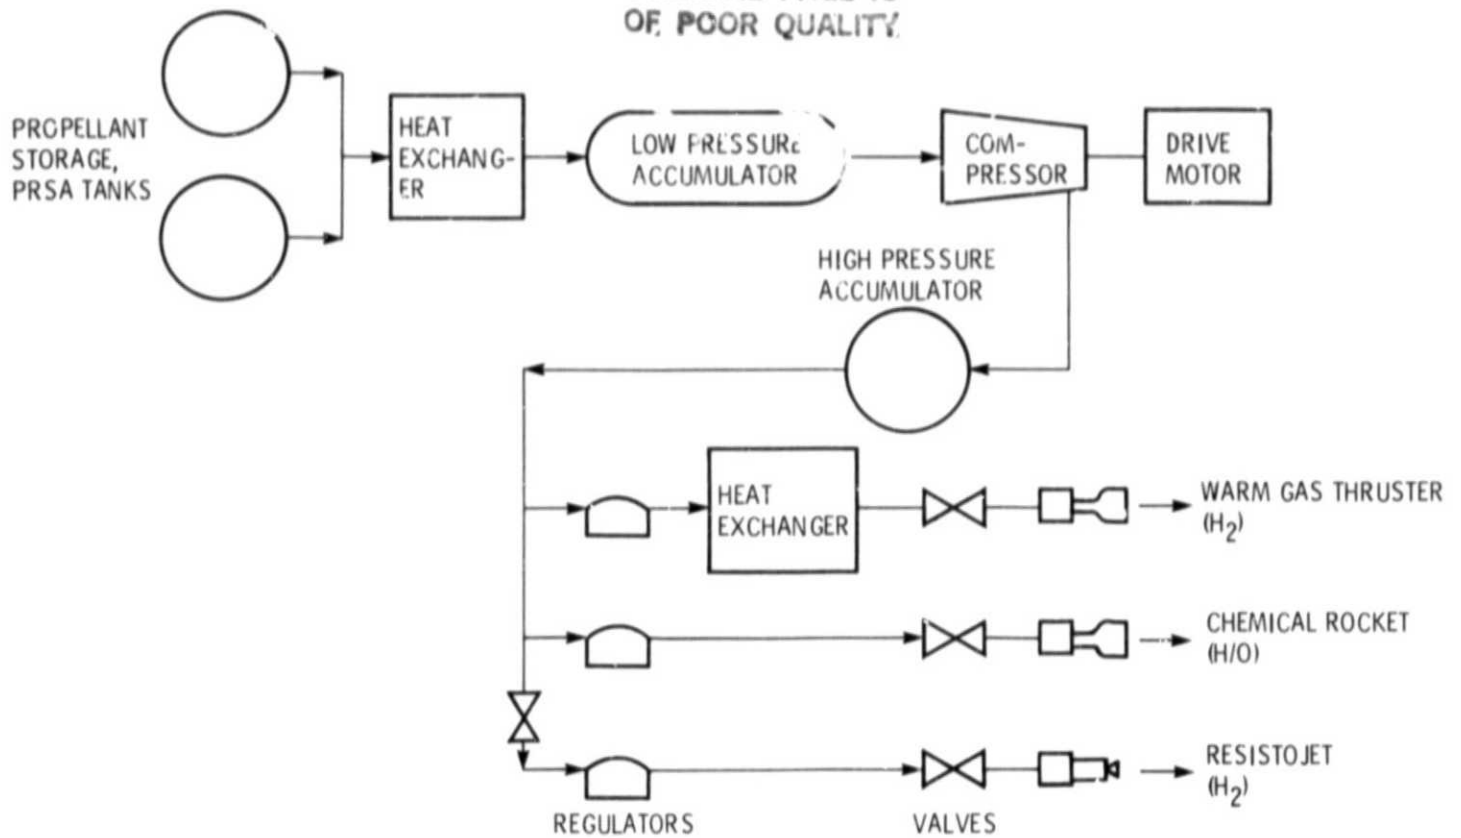 OF POOR QUALITY
PROPELLANT
STORAGE,
PRSA TANKS
HEAT
EXCHANG-
ER
LOW PRESSURE
ACCUMULATOR
COM-
PRESSOR
DRIVE
MOTOR
HIGH PRESSURE
ACCUMULATOR
HEAT
EXCHANGER
WARM GAS THRUSTER
(H2)
CHEMICAL ROCKET
(H/O)
RESISTOJET
(H2)
REGULATORS
VALVES